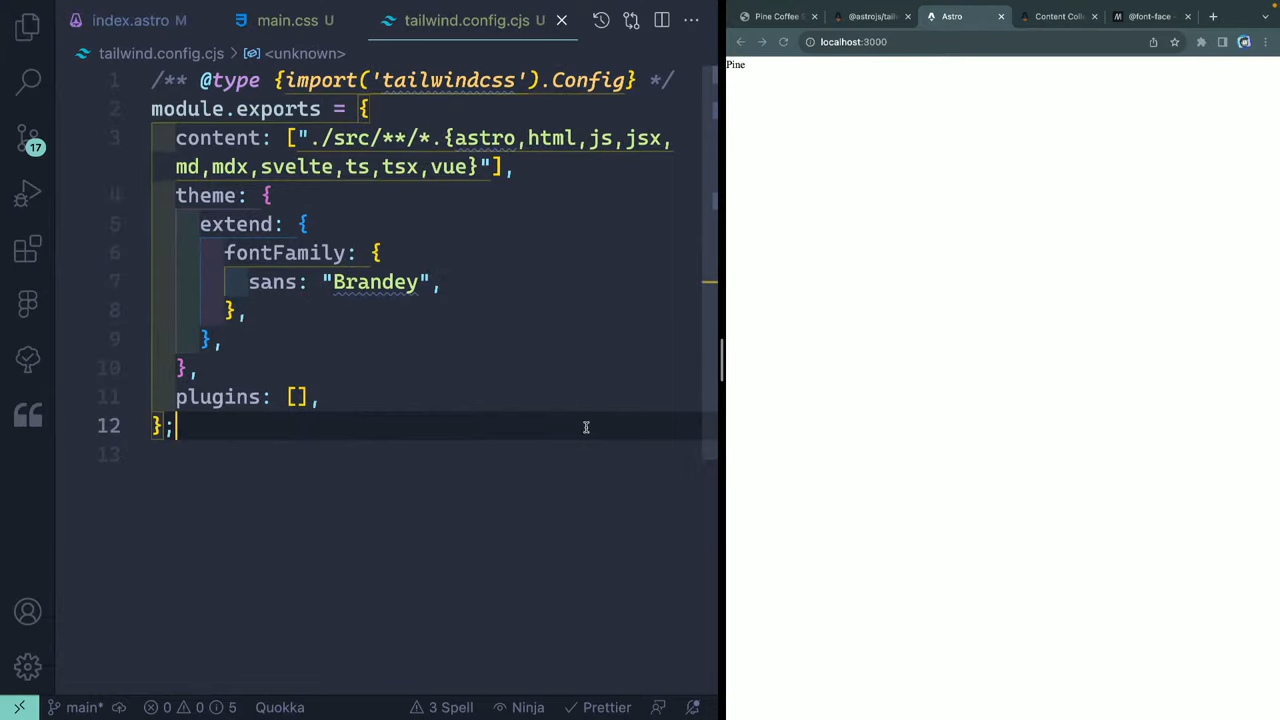 index.astro M
main.css U
tailwind.config.cjs U
tailwind.config.cjs > <unknown>
1 /** @type {import('tailwindcss').Config} */
2 module.exports = {
3 content: ["./src/**/*.{astro,html,js,jsx,
md,mdx,svelte,ts,tsx,vue}"],
4 theme: {
5 extend: {
6 fontFamily: {
7 sans: "Brandey",
8 },
9 },
10 },
11 plugins: [],
12 };
13
17
main* 0 0 5 Quokka 3 Spell Ninja Prettier
Pine Coffee
@astrojs/tail
Astro
Content Coll
@font-face
localhost:3000
Pine